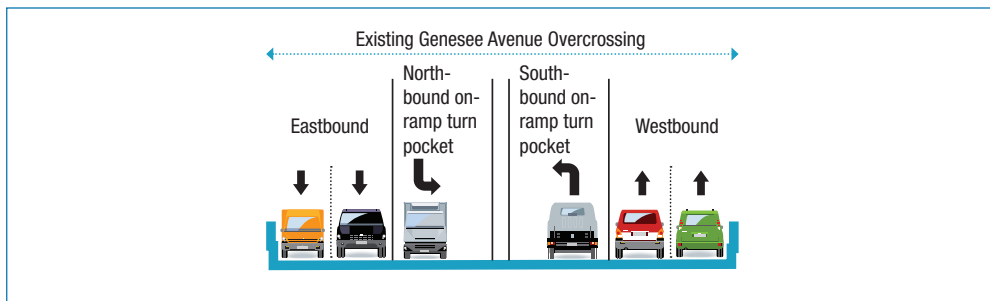 Existing Genesee Avenue Overcrossing
Eastbound
North-
bound on-
ramp turn
pocket
South-
bound on-
ramp turn
pocket
Westbound